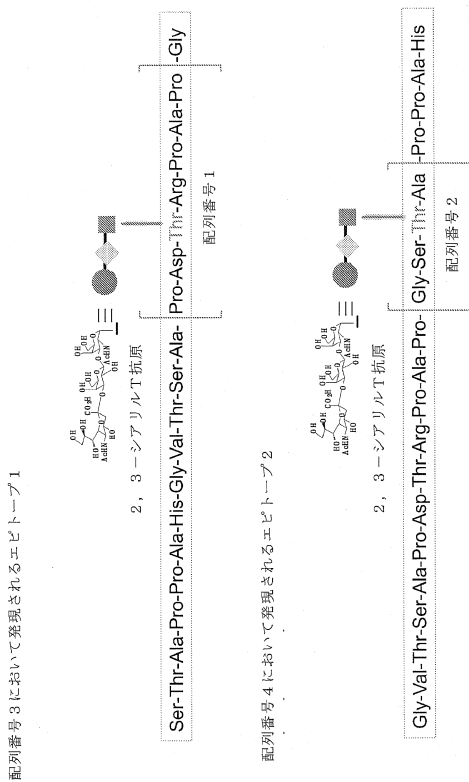 配列番号3において発現されるエピトープ1
2,3-シアリルT抗原
Ser-Thr-Ala-Pro-Pro-Ala-His-Gly-Val-Thr-Ser-Ala- Pro-Asp-Thr-Arg-Pro-Ala-Pro -Gly
配列番号1
配列番号4において発現されるエピトープ2
2,3-シアリルT抗原
Gly-Val-Thr-Ser-Ala-Pro-Asp-Thr-Arg-Pro-Ala-Pro- Gly-Ser-Thr-Ala -Pro-Pro-Ala-His
配列番号2